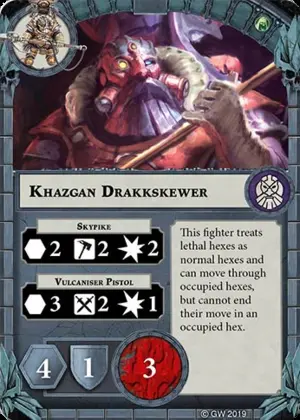 KHAZGAN DRAKKSKEWER
SKYPIKE
2 2 2
VULCANISER PISTOL
3 2 1
This fighter treats
lethal hexes as
normal hexes and
can move through
occupied hexes,
but cannot end
their move in an
occupied hex.
4 1 3
© GW 2019